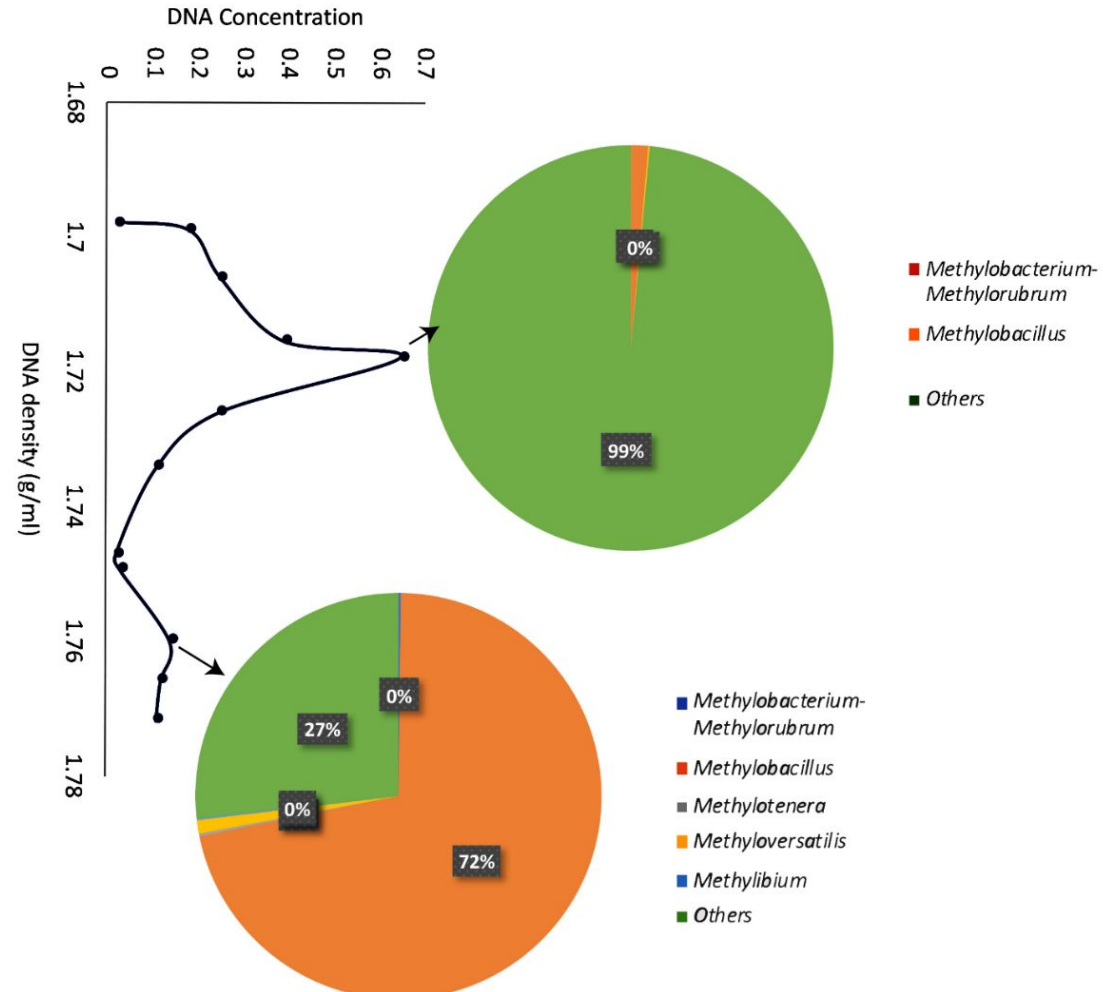 DNA Concentration
0 0.1 0.2 0.3 0.4 0.5 0.6 0.7
1.68
1.7
1.72
1.74
1.76
1.78
DNA density (g/ml)
0%
99%
Methylobacterium-
Methylorubrum
Methylobacillus
Others
0%
27%
0%
72%
Methylobacterium-
Methylorubrum
Methylobacillus
Methylotenera
Methyloversatilis
Methylibium
Others